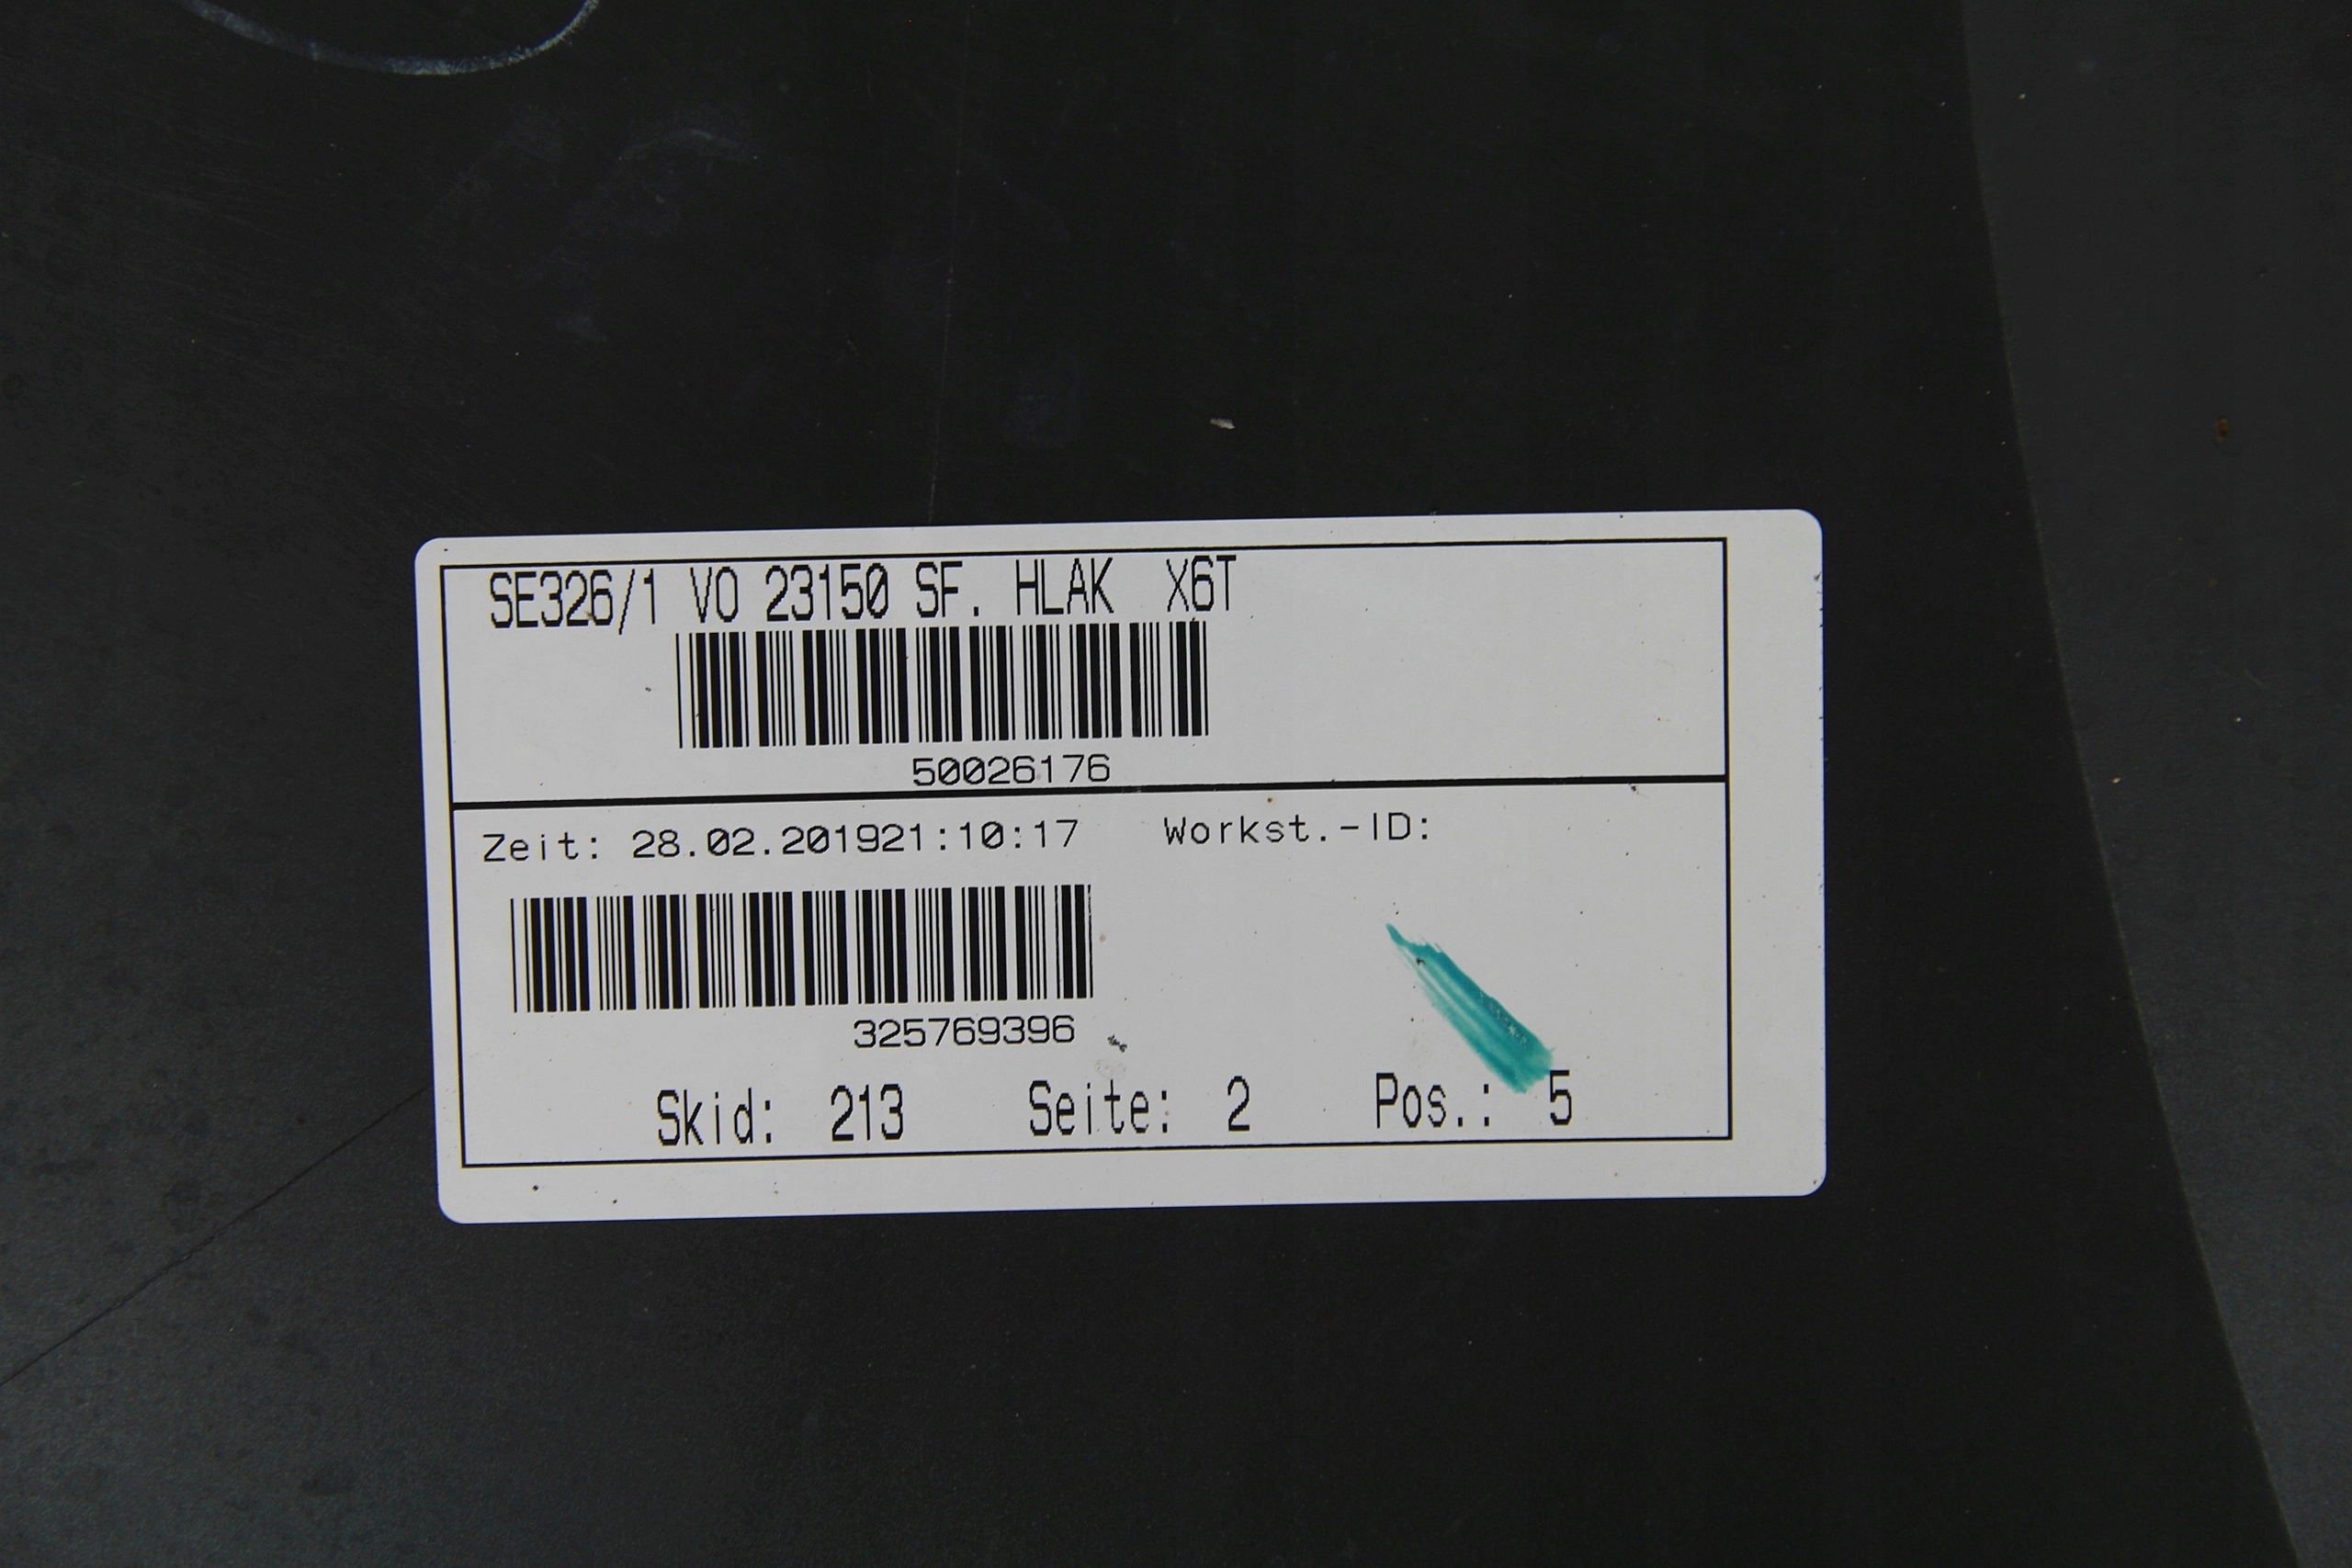 SE326/1 VO 23150 SF. HLAK X6T
50026176
Zeit: 28.02.201921:10:17 Workst.-ID:
325769396
Skid: 213 Seite: 2 Pos.: 5